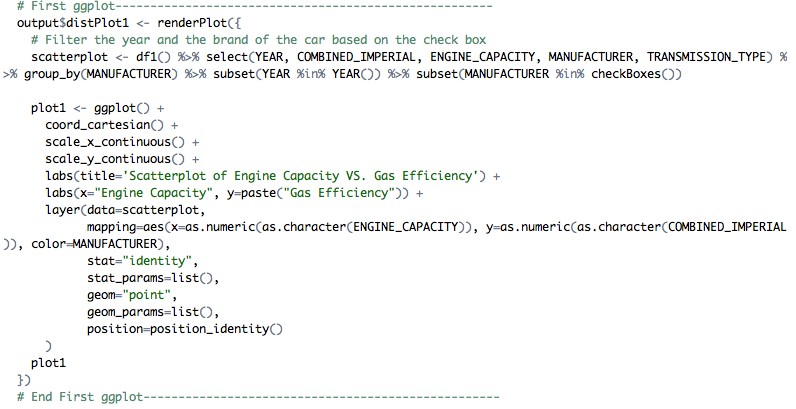 # First ggplot------------------------------------------------------
output$distPlot1 <- renderPlot({
# Filter the year and the brand of the car based on the check box
scatterplot <- df1() %>% select(YEAR, COMBINED_IMPERIAL, ENGINE_CAPACITY, MANUFACTURER, TRANSMISSION_TYPE) %
>% group_by(MANUFACTURER) %>% subset(YEAR %in% YEAR()) %>% subset(MANUFACTURER %in% checkBoxes())
plot1 <- ggplot() +
coord_cartesian() +
scale_x_continuous() +
scale_y_continuous() +
labs(title='Scatterplot of Engine Capacity VS. Gas Efficiency') +
labs(x="Engine Capacity", y=paste("Gas Efficiency")) +
layer(data=scatterplot,
mapping=aes(x=as.numeric(as.character(ENGINE_CAPACITY)), y=as.numeric(as.character(COMBINED_IMPERIAL
)), color=MANUFACTURER),
stat="identity",
stat_params=list(),
geom="point",
geom_params=list(),
position=position_identity()
)
plot1
})
# End First ggplot---------------------------------------------------